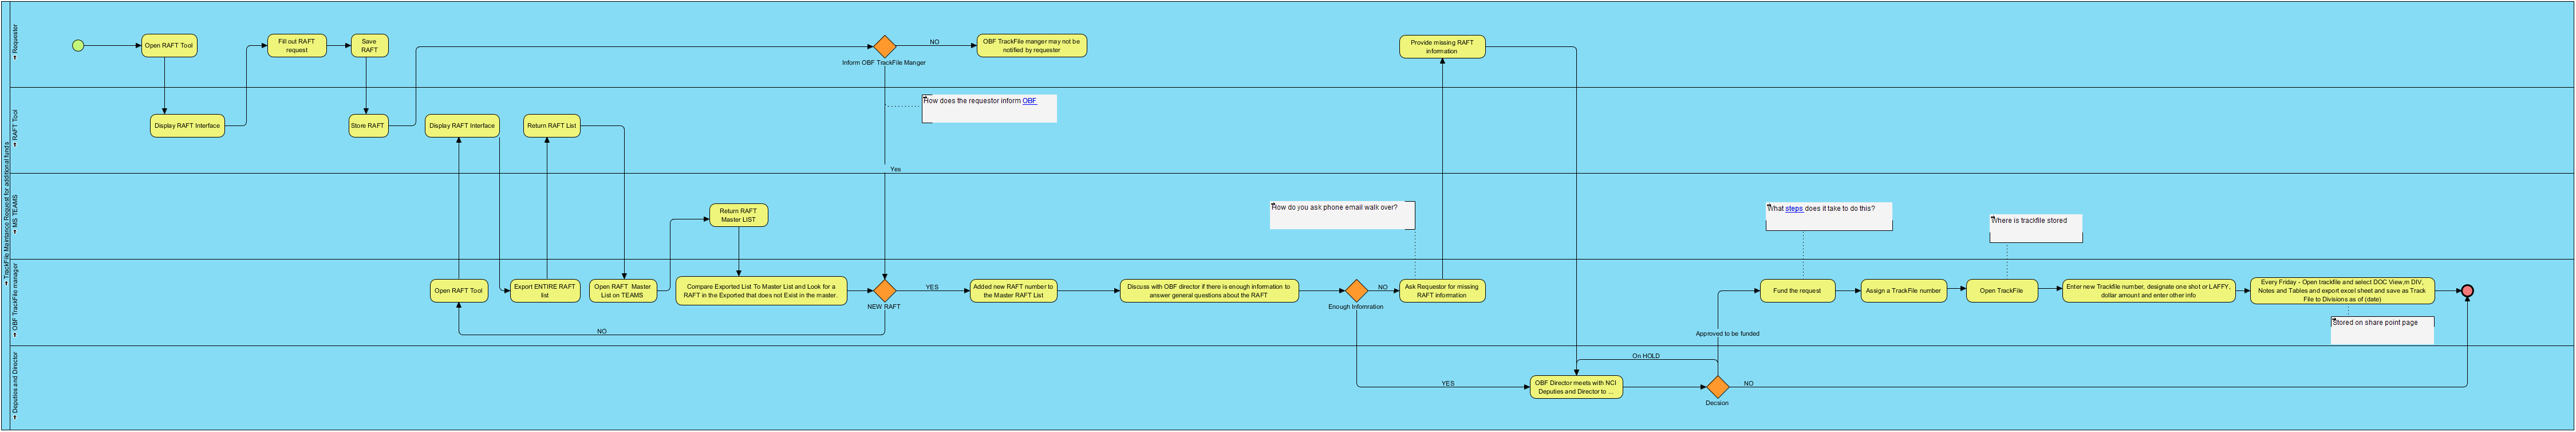 TrackFile Maintance Request for additional funds
Requestor
Open RAFT Tool
Fill out RAFT
request
Save
RAFT
Inform OBF TrackFile Manger
NO
OBF TrackFile manger may not be
notified by requester
Provide missing RAFT
information
RAFT Tool
Display RAFT Interface
Store RAFT
Display RAFT Interface
Return RAFT List
How does the requestor inform OBF
Yes
MS TEAMS
Return RAFT
Master LIST
How do you ask phone email walk over?
What steps does it take to do this?
Where is trackfile stored
OBF TrackFile manager
Open RAFT Tool
Export ENTIRE RAFT
list
Open RAFT Master
List on TEAMS
Compare Exported List To Master List and Look for a
RAFT in the Exported that does not Exist in the master.
NEW RAFT
YES
NO
Added new RAFT number to
the Master RAFT List
Discuss with OBF director if there is enough information to
answer general questions about the RAFT
Enough Infomration
NO
Ask Requestor for missing
RAFT information
Approved to be funded
Fund the request
Assign a TrackFile number
Open TrackFile
Enter new Trackfile number, designate one shot or LAFFY,
dollar amount and enter other info
Every Friday - Open trackfile and select DOC View,m DIV,
Notes and Tables and export excel sheet and save as Track
File to Divisions as of (date)
Stored on share point page
Deputies and Director
YES
OBF Director meets with NCI
Deputies and Director to ...
On HOLD
Decsion
NO